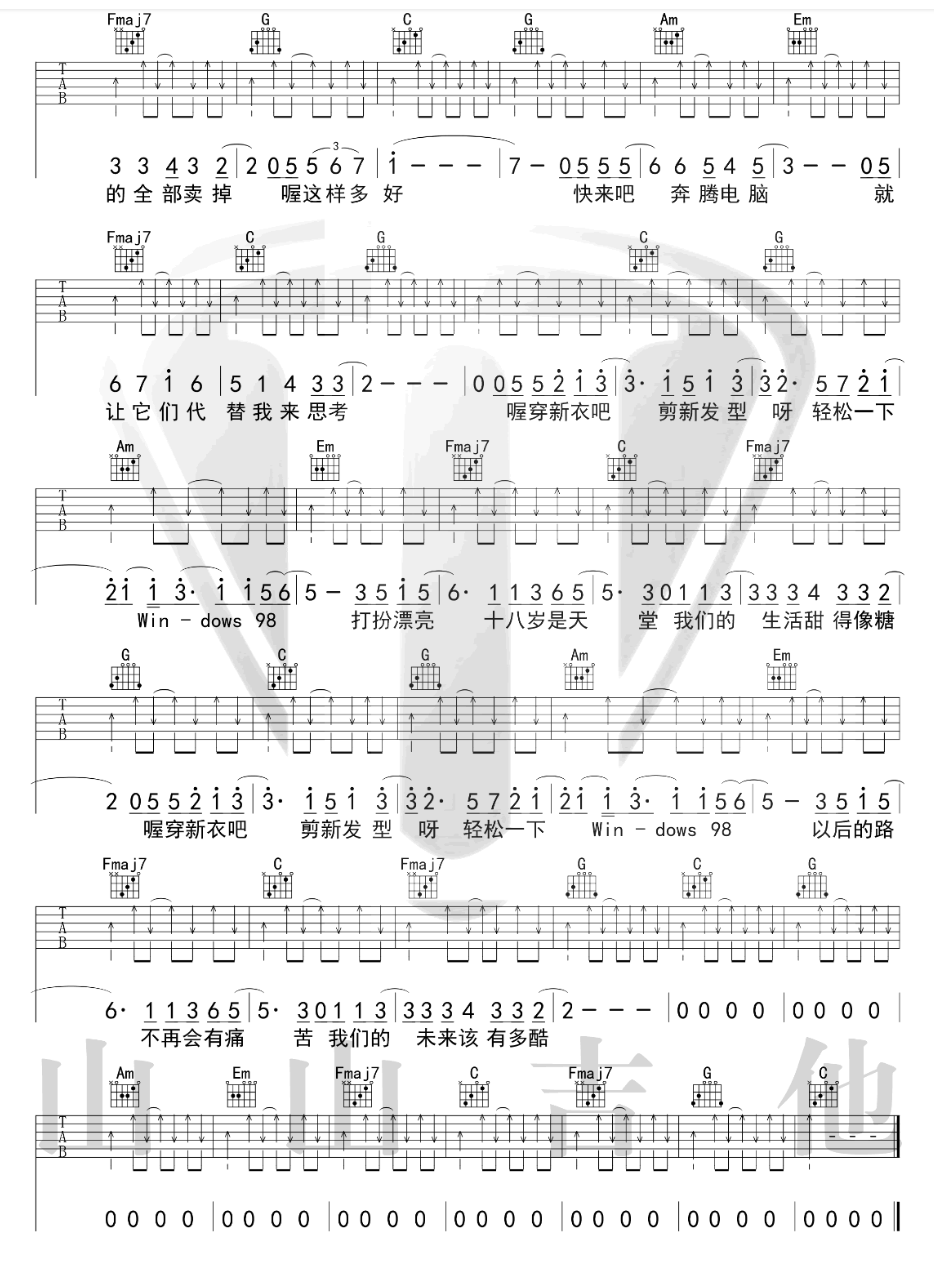 Fmaj7 G C G Am Em
T A B
3 3 4 3 2 | 2 0 5 5 6 7 | i - - - | 7 - 0 5 5 5 | 6 6 5 4 5 | 3 - - 0 5
3
的全部卖掉 喔这样多好 快来吧 奔腾电脑 就
Fmaj7 C G C G
T A B
6 7 i 6 | 5 1 4 3 3 | 2 - - - | 0 0 5 5 2 i 3 | 3· i 5 i 3 | 3 2· 5 7 2 i
让它们代替我来思考 喔穿新衣吧 剪新发型呀 轻松一下
Am Em Fmaj7 C Fmaj7
T A B
2 i i 3· i i 5 6 | 5 - 3 5 i 5 | 6· 1 1 3 6 5 | 5· 3 0 1 1 3 | 3 3 3 4 3 3 2
Win - dows 98 打扮漂亮 十八岁是天堂 我们的 生活甜得像糖
G C G Am Em
T A B
2 0 5 5 2 i 3 | 3· i 5 i 3 | 3 2· 5 7 2 i | 2 i i 3· i i 5 6 | 5 - 3 5 i 5
喔穿新衣吧 剪新发型呀 轻松一下 Win - dows 98 以后的路
Fmaj7 C Fmaj7 G C G
T A B
6· 1 1 3 6 5 | 5· 3 0 1 1 3 | 3 3 3 4 3 3 2 | 2 - - - | 0 0 0 0 | 0 0 0 0
不再会有痛苦 我们的 未来该有多酷
山山吉他
Am Em Fmaj7 C Fmaj7 G C
T A B - - -
0 0 0 0 | 0 0 0 0 | 0 0 0 0 | 0 0 0 0 | 0 0 0 0 | 0 0 0 0 | 0 0 0 0